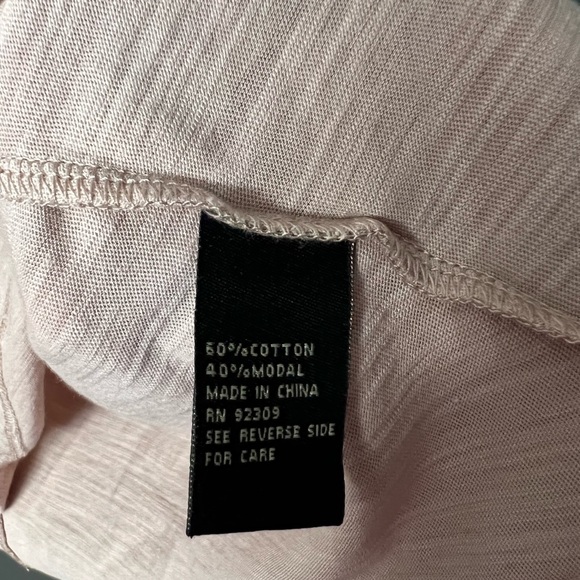 60%COTTON
40%MODAL
MADE IN CHINA
RN 92309
SEE REVERSE SIDE
FOR CARE